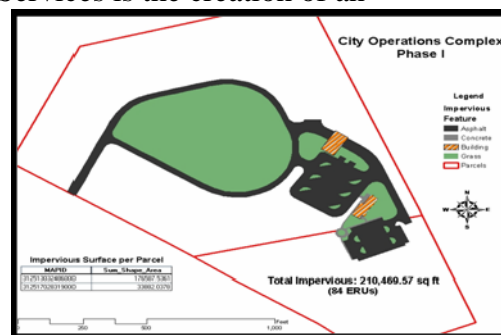 Services is the creation of an
City Operations Complex
Phase I
Legend
Impervious
Feature
Asphalt
Concrete
Building
Grass
Parcels
N
W E
S
Impervious Surface per Parcel
MAPID Sum_Shape_Area
Total Impervious: 210,469.57 sq ft
(84 ERUs)
Feet
0 250 500 1,000